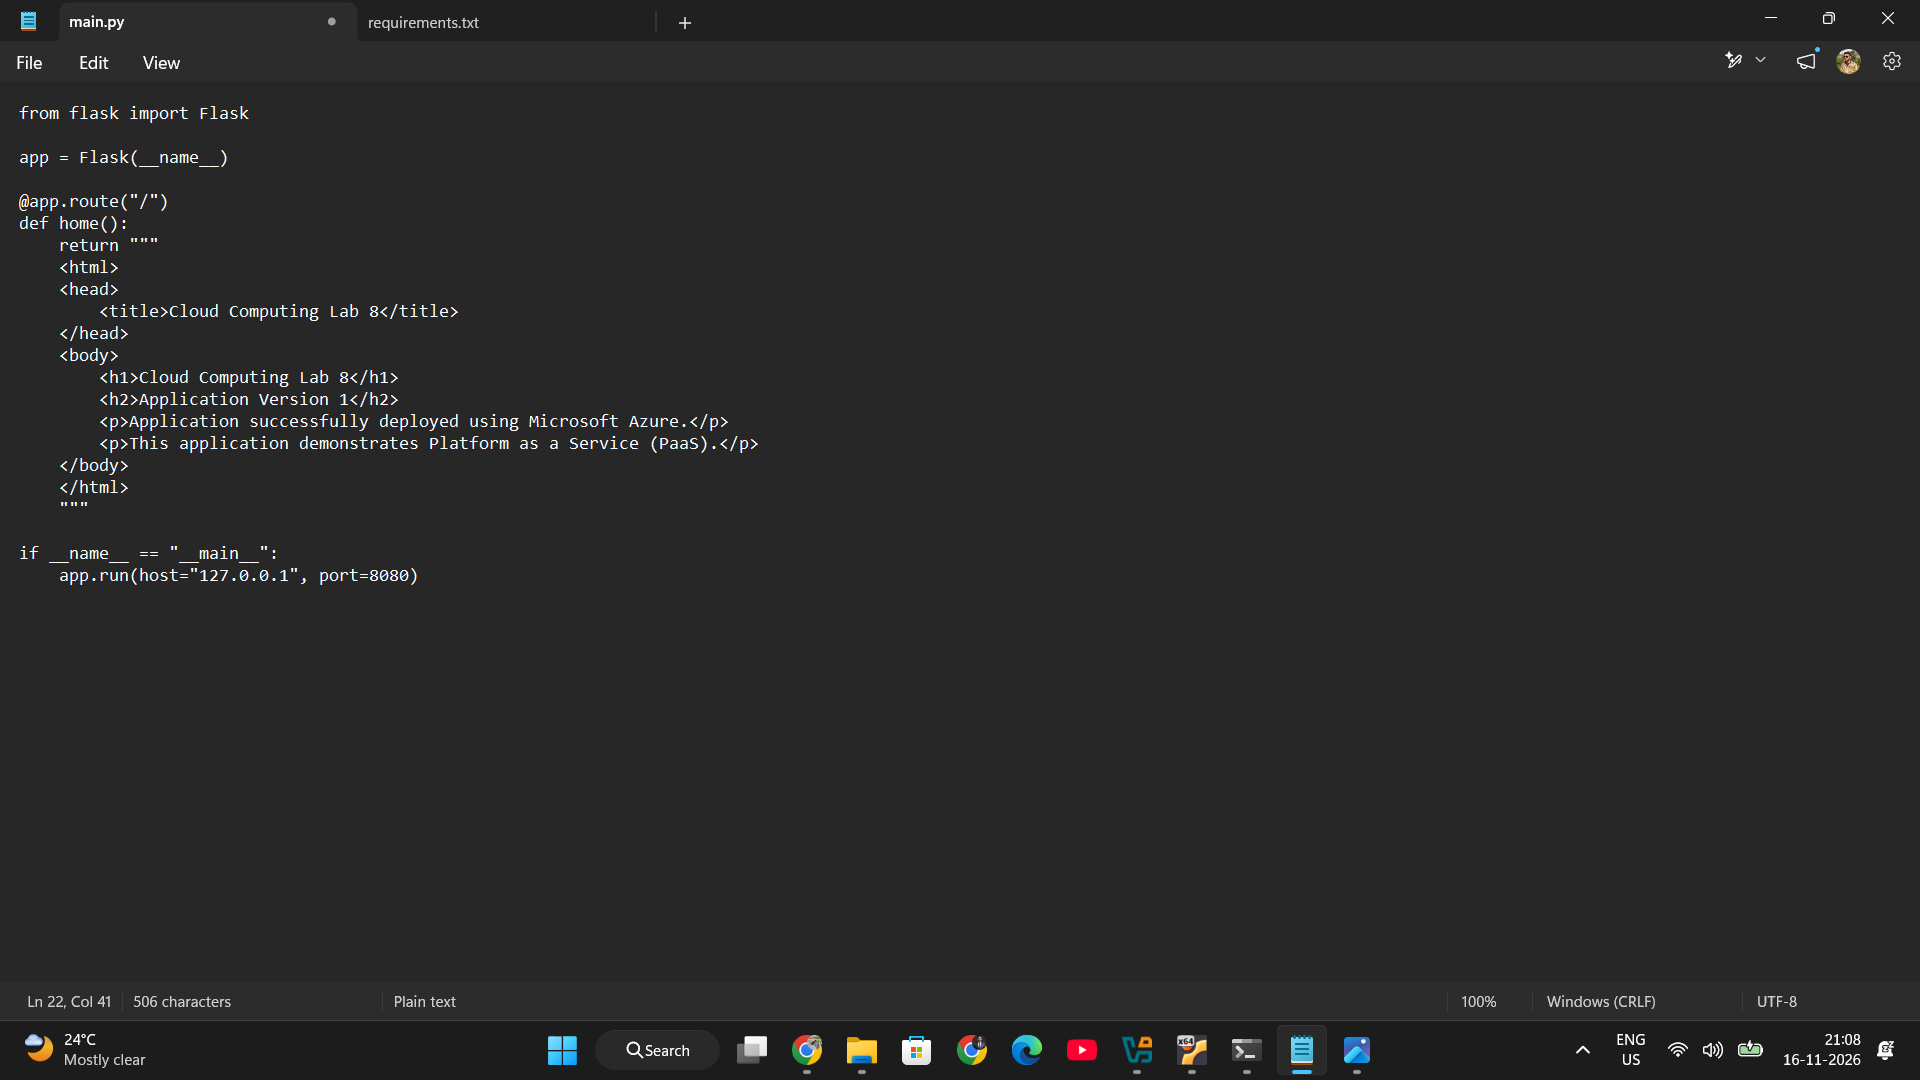 main.py
requirements.txt
File Edit View
from flask import Flask
app = Flask(__name__)
@app.route("/")
def home():
    return """
    <html>
    <head>
        <title>Cloud Computing Lab 8</title>
    </head>
    <body>
        <h1>Cloud Computing Lab 8</h1>
        <h2>Application Version 1</h2>
        <p>Application successfully deployed using Microsoft Azure.</p>
        <p>This application demonstrates Platform as a Service (PaaS).</p>
    </body>
    </html>
    """
if __name__ == "__main__":
    app.run(host="127.0.0.1", port=8080)
Ln 22, Col 41 506 characters Plain text 100% Windows (CRLF) UTF-8
24°C
Mostly clear
Search
x64
ENG
US
21:08
16-11-2026